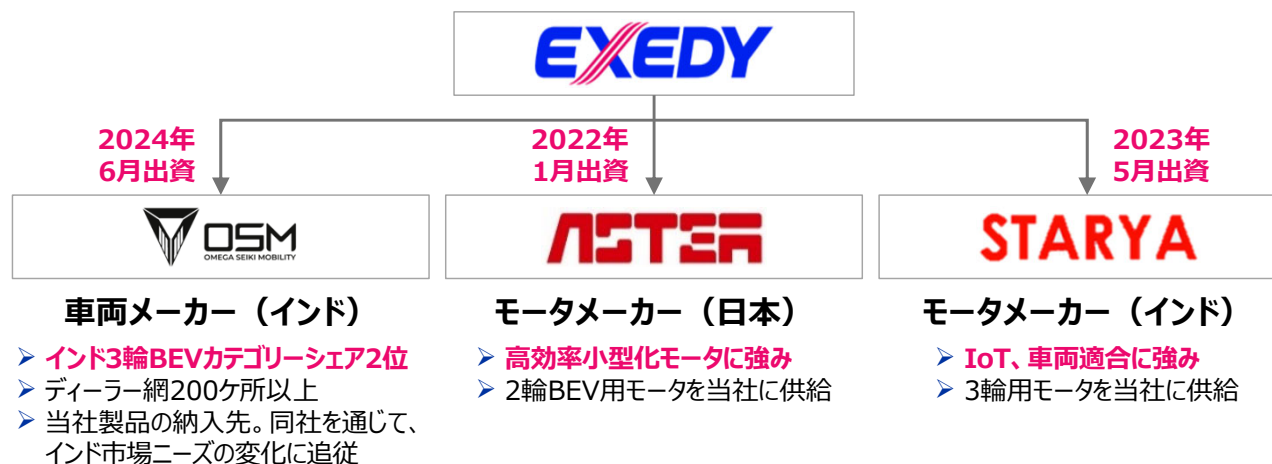 EXEDY
2024年
6月出資
2022年
1月出資
2023年
5月出資
OSM
OMEGA SEIKI MOBILITY
ASTER
STARYA
車両メーカー（インド）
➢ インド3輪BEVカテゴリーシェア2位
➢ ディーラー網200ケ所以上
➢ 当社製品の納入先。同社を通じて、
インド市場ニーズの変化に追従
モータメーカー（日本）
➢ 高効率小型化モータに強み
➢ 2輪BEV用モータを当社に供給
モータメーカー（インド）
➢ IoT、車両適合に強み
➢ 3輪用モータを当社に供給